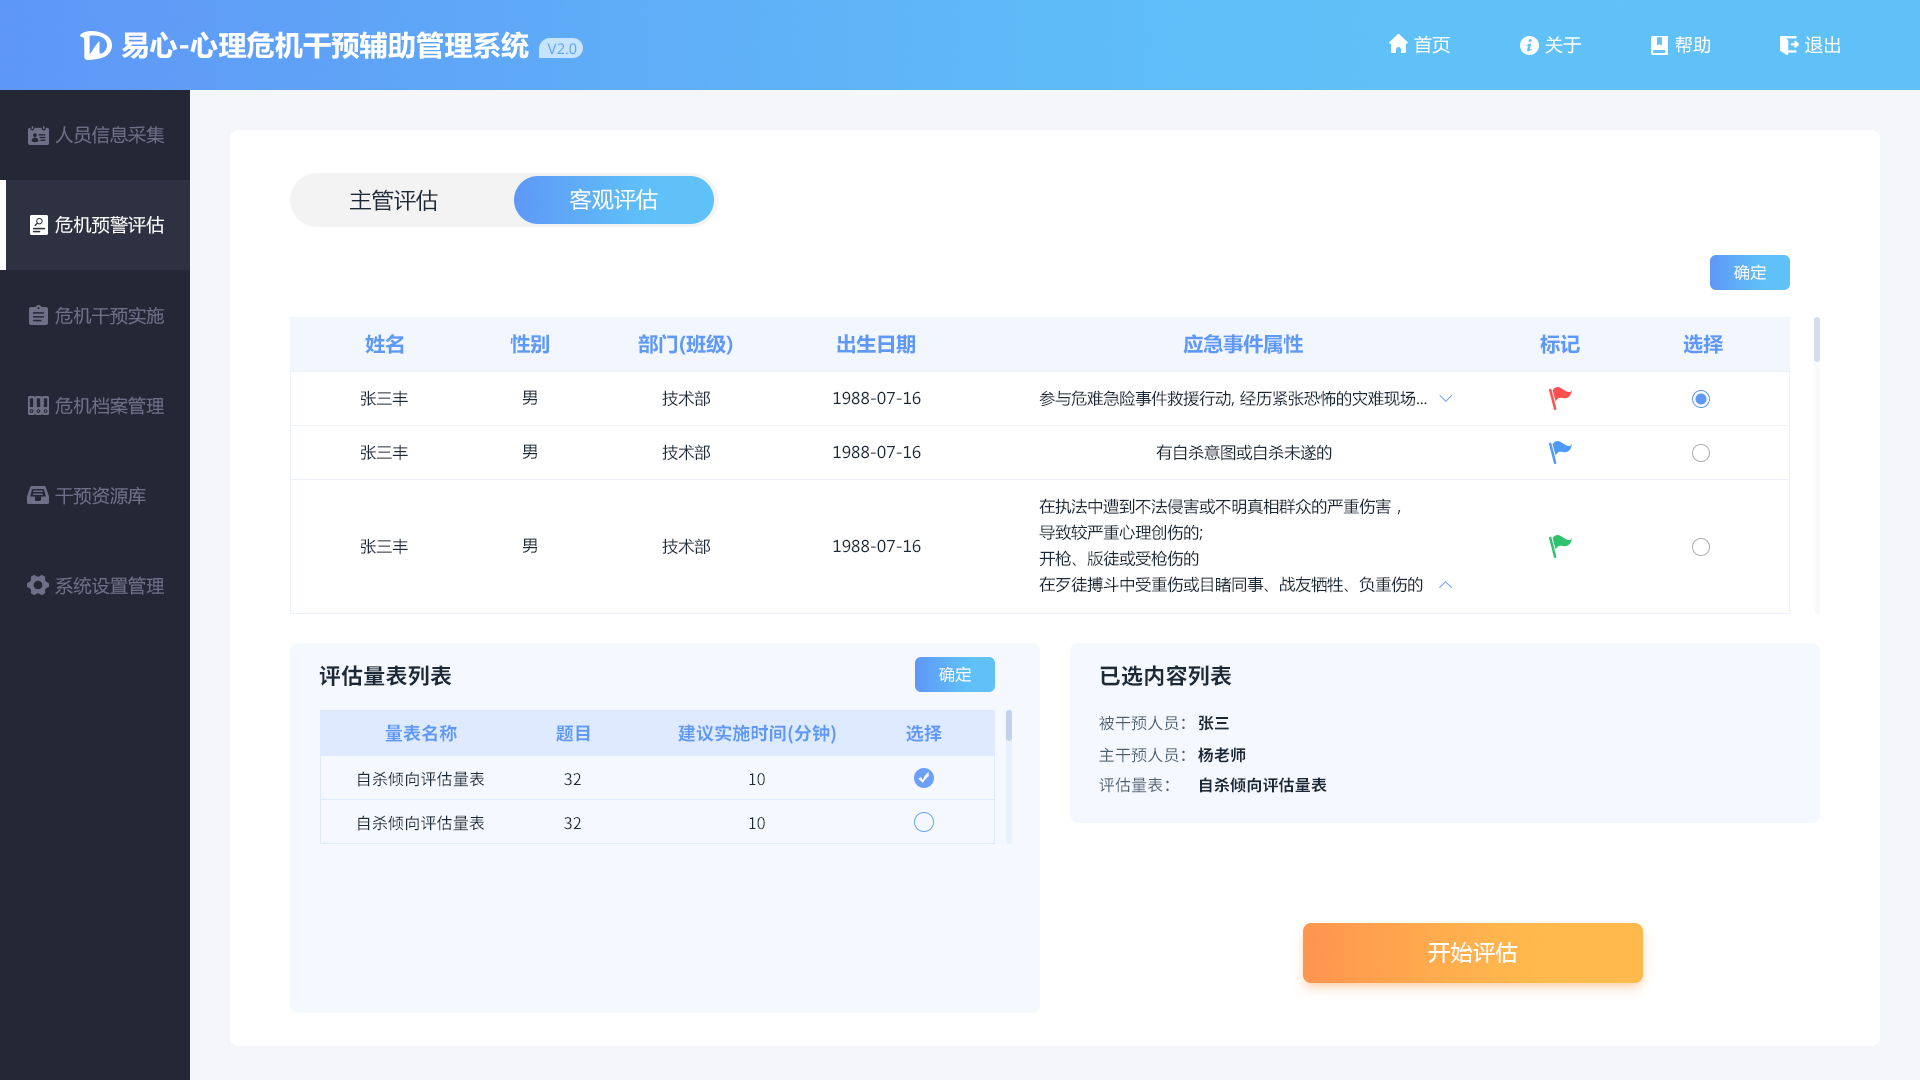 易心-心理危机干预辅助管理系统 V2.0
首页 关于 帮助 退出
人员信息采集
危机预警评估
危机干预实施
危机档案管理
干预资源库
系统设置管理
主管评估 客观评估
确定
姓名 性别 部门(班级) 出生日期 应急事件属性 标记 选择
张三丰 男 技术部 1988-07-16 参与危难急险事件救援行动, 经历紧张恐怖的灾难现场...
张三丰 男 技术部 1988-07-16 有自杀意图或自杀未遂的
张三丰 男 技术部 1988-07-16
在执法中遭到不法侵害或不明真相群众的严重伤害，
导致较严重心理创伤的;
开枪、版徒或受枪伤的
在歹徒搏斗中受重伤或目睹同事、战友牺牲、负重伤的
评估量表列表 确定
量表名称 题目 建议实施时间(分钟) 选择
自杀倾向评估量表 32 10
自杀倾向评估量表 32 10
已选内容列表
被干预人员： 张三
主干预人员： 杨老师
评估量表： 自杀倾向评估量表
开始评估